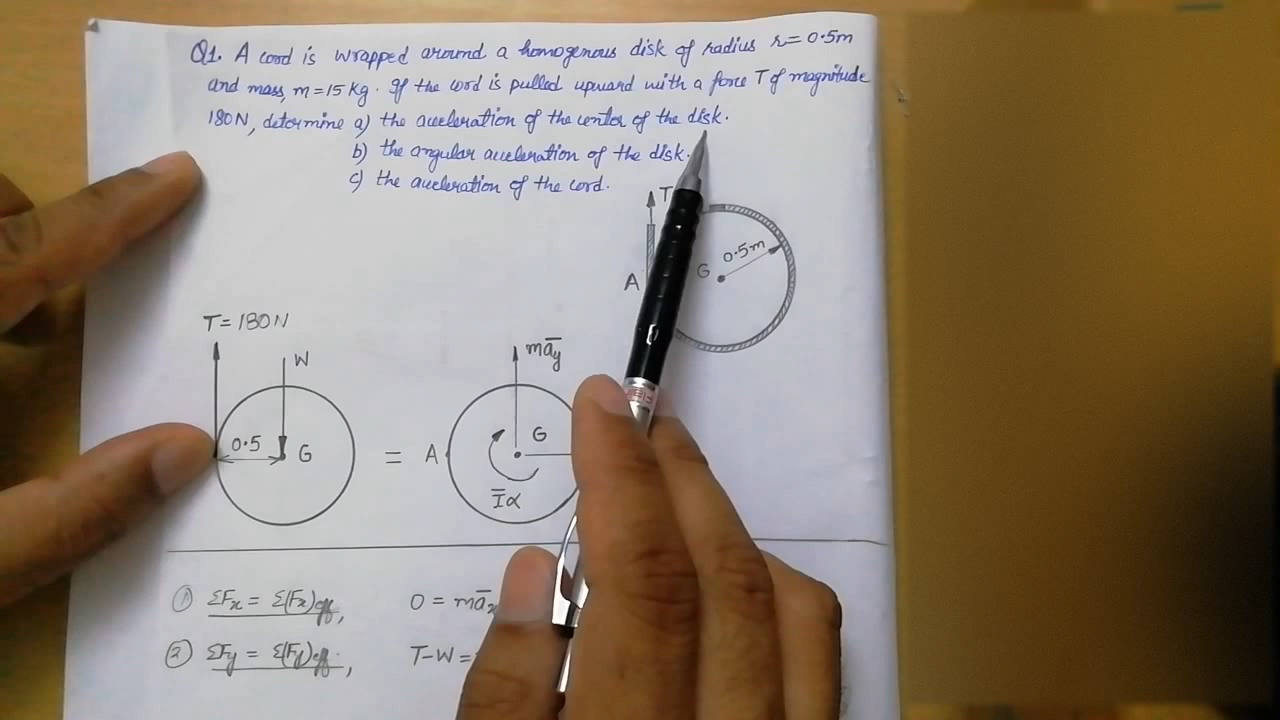 Q1. A cord is wrapped around a homogenous disk of radius r = 0.5m
and mass, m = 15 Kg. If the cord is pulled upward with a force T of magnitude
180N, determine a) the acceleration of the center of the disk.
b) the angular acceleration of the disk.
c) the acceleration of the cord.
T
0.5m
G
A
T = 180N
W
0.5
G
=
māy
A
G
Īα
① ΣFx = Σ(Fx)eff, 0 = māx
② ΣFy = Σ(Fy)eff, T-W =